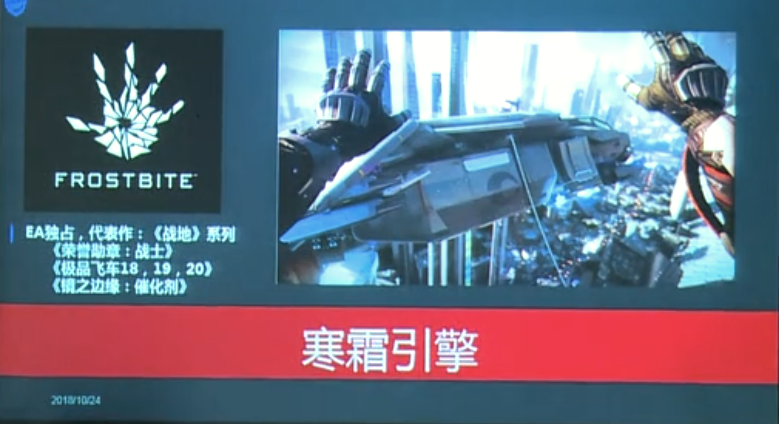 FROSTBITE
EA独占，代表作：《战地》系列
《荣誉勋章：战士》
《极品飞车18，19，20》
《镜之边缘：催化剂》
寒霜引擎
2018/10/24